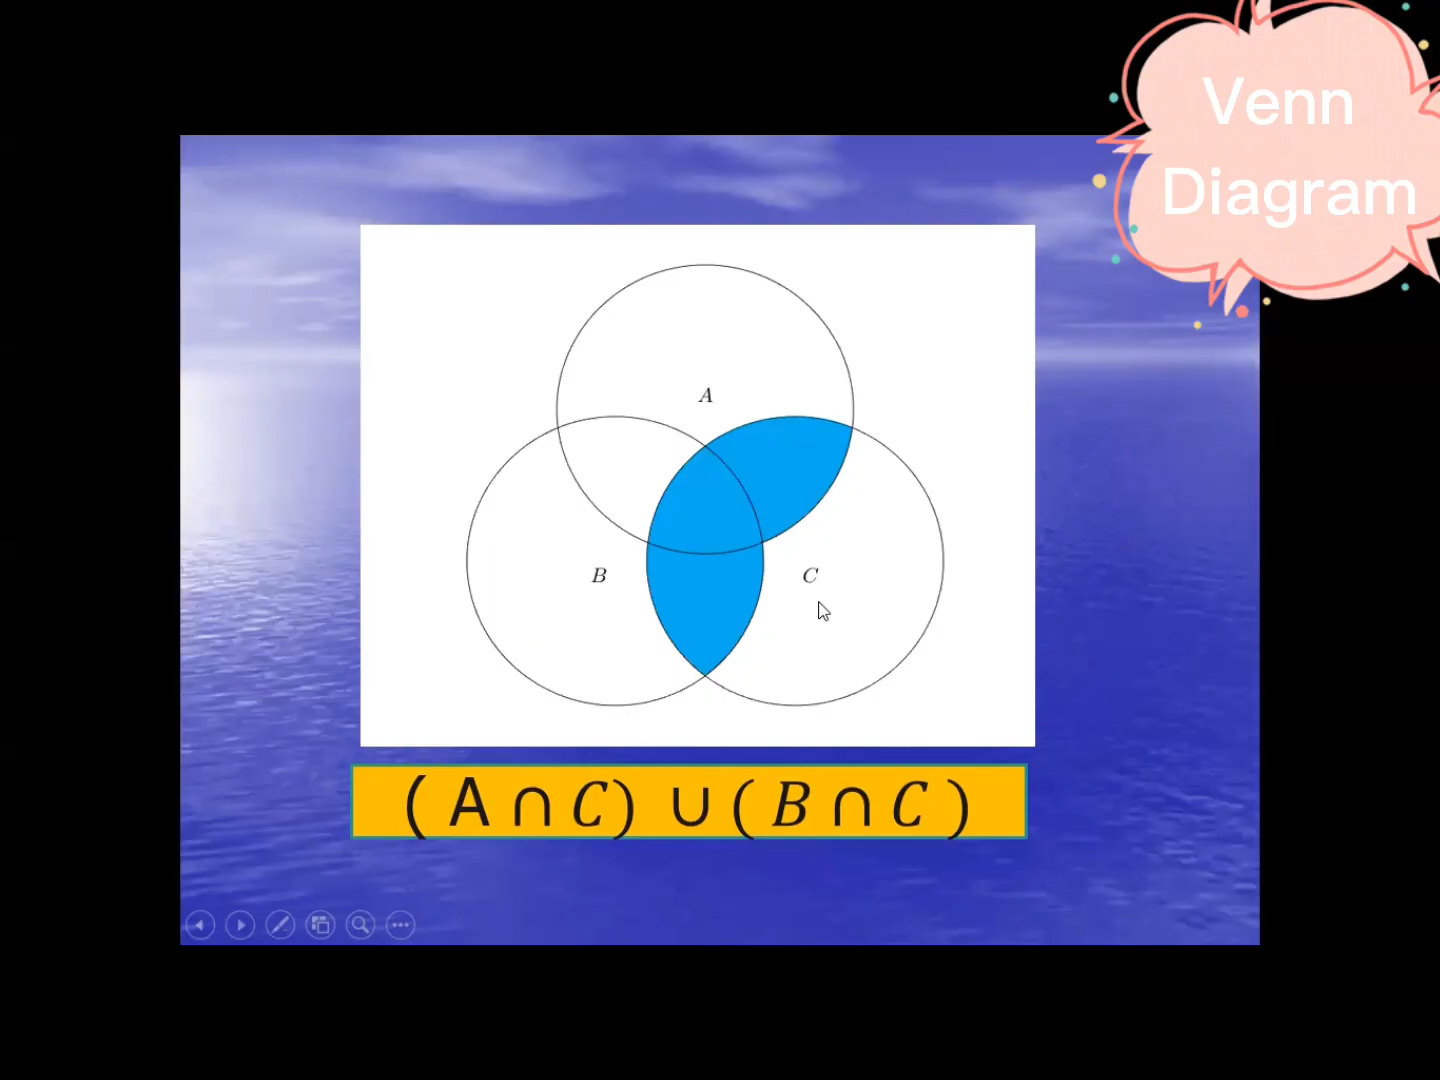 Venn
Diagram
A
B
C
( A ∩ C) ∪ ( B ∩ C )